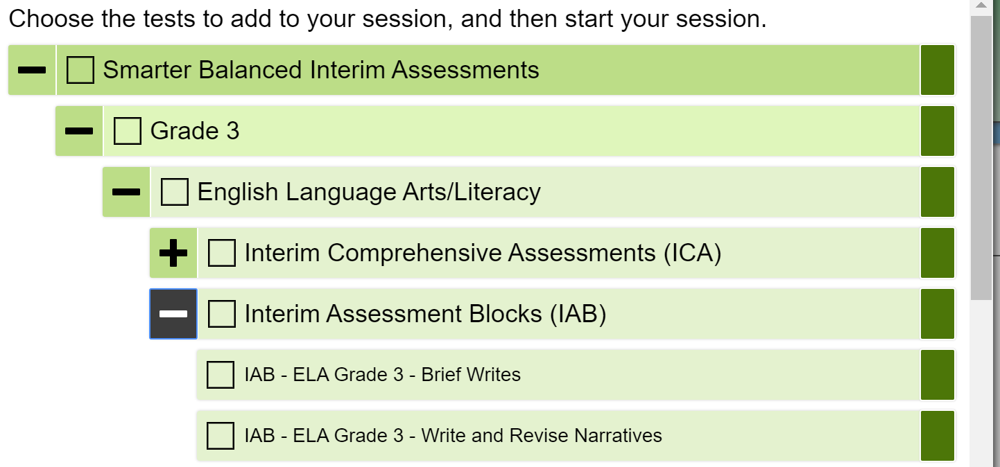 Choose the tests to add to your session, and then start your session.
Smarter Balanced Interim Assessments
Grade 3
English Language Arts/Literacy
Interim Comprehensive Assessments (ICA)
Interim Assessment Blocks (IAB)
IAB - ELA Grade 3 - Brief Writes
IAB - ELA Grade 3 - Write and Revise Narratives